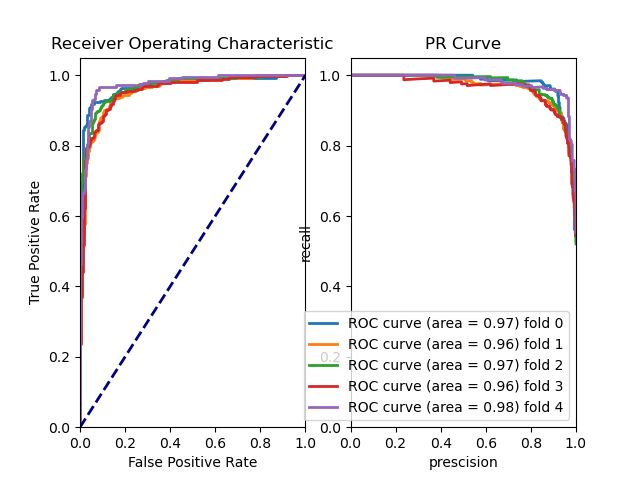 Receiver Operating Characteristic
1.0
0.8
0.6
0.4
0.2
0.0
True Positive Rate
0.0 0.2 0.4 0.6 0.8 1.0
False Positive Rate
PR Curve
1.0
0.8
0.6
0.4
0.2
0.0
recall
0.0 0.2 0.4 0.6 0.8 1.0
prescision
ROC curve (area = 0.97) fold 0
ROC curve (area = 0.96) fold 1
ROC curve (area = 0.97) fold 2
ROC curve (area = 0.96) fold 3
ROC curve (area = 0.98) fold 4